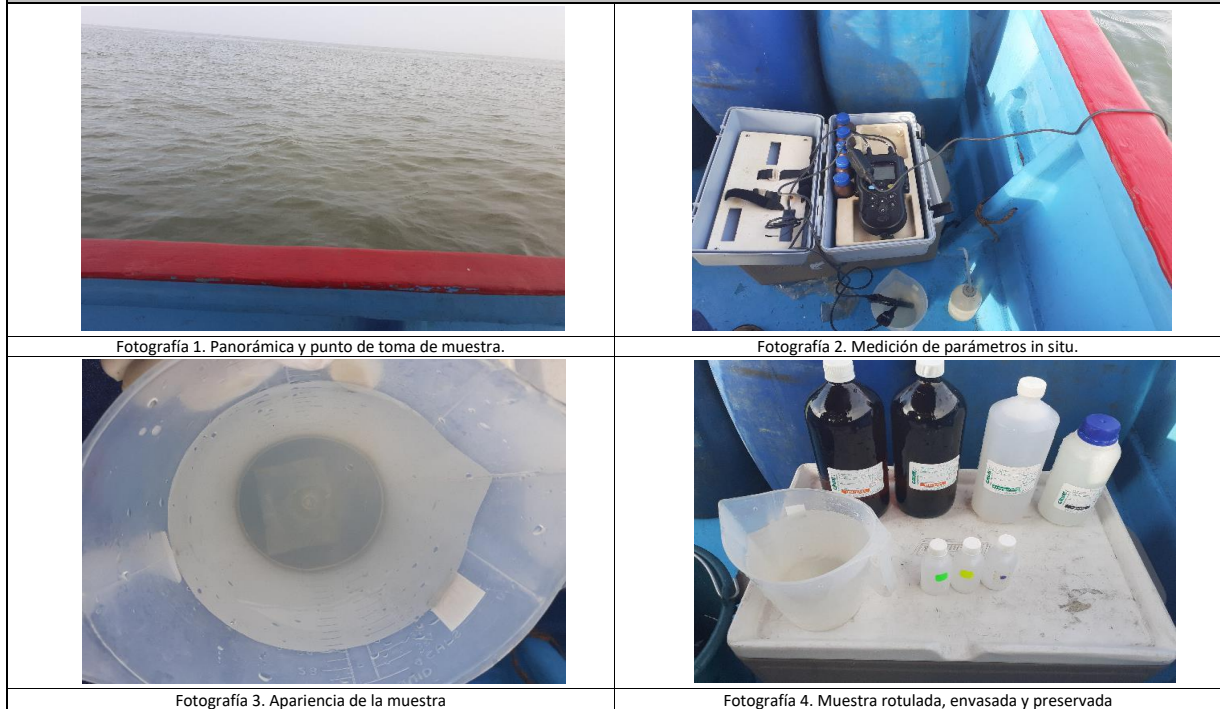 Fotografía 1. Panorámica y punto de toma de muestra.
Fotografía 2. Medición de parámetros in situ.
Fotografía 3. Apariencia de la muestra
Fotografía 4. Muestra rotulada, envasada y preservada